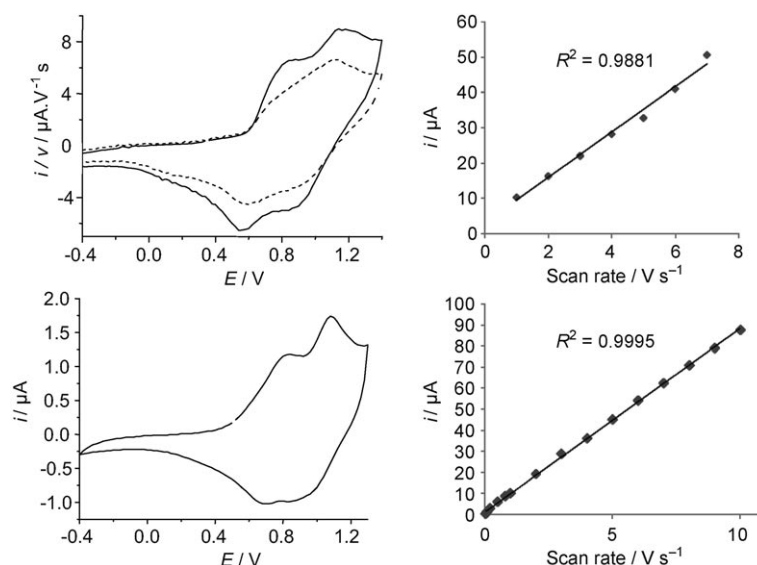 i / v / µA.V⁻¹ s
8
4
0
-4
-0.4 0.0 0.4 0.8 1.2
E / V
i / µA
60
50
40
30
20
10
0
R² = 0.9881
0 2 4 6 8
Scan rate / V s⁻¹
i / µA
2.0
1.5
1.0
0.5
0.0
-0.5
-1.0
-0.4 0.0 0.4 0.8 1.2
E / V
i / µA
100
90
80
70
60
50
40
30
20
10
0
R² = 0.9995
0 5 10
Scan rate / V s⁻¹